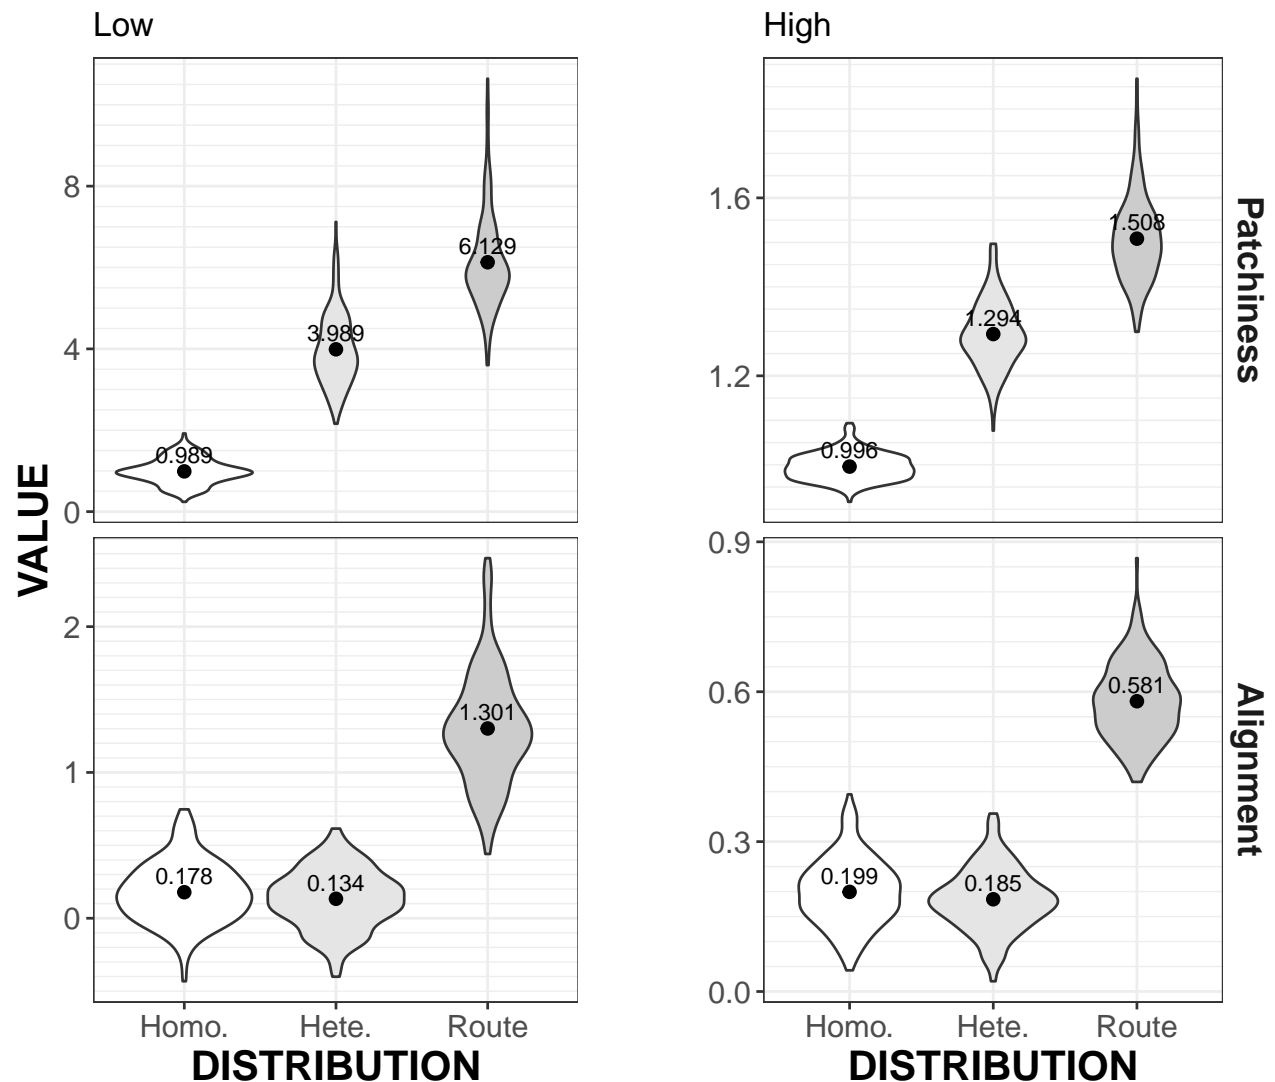 Low
High
8
4
0
6.129
3.989
0.989
1.6
1.2
1.508
1.294
0.996
Patchiness
VALUE
2
1
0
1.301
0.178
0.134
0.9
0.6
0.3
0.0
0.581
0.199
0.185
Alignment
Homo. Hete. Route
DISTRIBUTION
Homo. Hete. Route
DISTRIBUTION